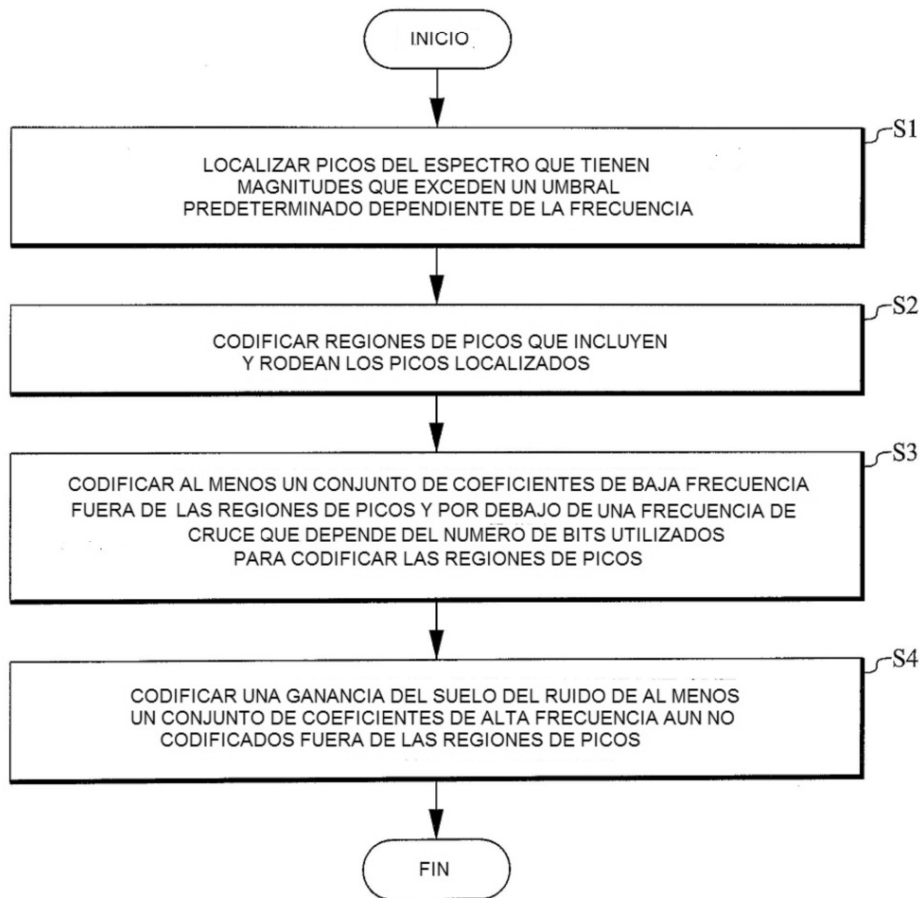 INICIO
S1
LOCALIZAR PICOS DEL ESPECTRO QUE TIENEN
MAGNITUDES QUE EXCEDEN UN UMBRAL
PREDETERMINADO DEPENDIENTE DE LA FRECUENCIA
S2
CODIFICAR REGIONES DE PICOS QUE INCLUYEN
Y RODEAN LOS PICOS LOCALIZADOS
S3
CODIFICAR AL MENOS UN CONJUNTO DE COEFICIENTES DE BAJA FRECUENCIA
FUERA DE LAS REGIONES DE PICOS Y POR DEBAJO DE UNA FRECUENCIA DE
CRUCE QUE DEPENDE DEL NUMERO DE BITS UTILIZADOS
PARA CODIFICAR LAS REGIONES DE PICOS
S4
CODIFICAR UNA GANANCIA DEL SUELO DEL RUIDO DE AL MENOS
UN CONJUNTO DE COEFICIENTES DE ALTA FRECUENCIA AUN NO
CODIFICADOS FUERA DE LAS REGIONES DE PICOS
FIN